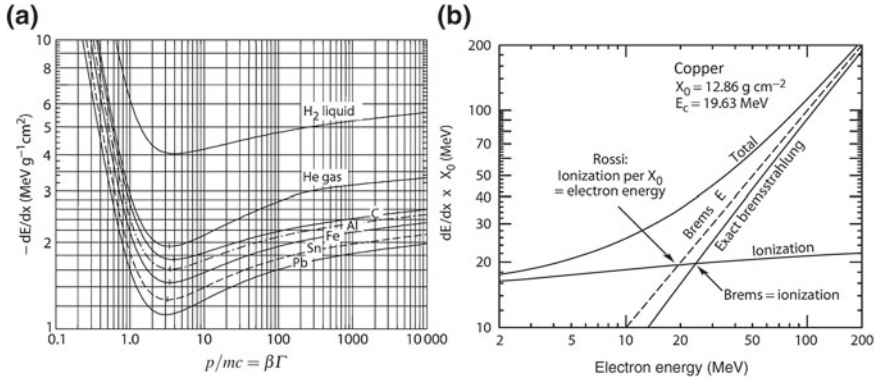 (a)
10
6
5
4
3
2
1
−dE/dx (MeV g⁻¹cm²)
H₂ liquid
He gas
C
Al
Fe
Sn
Pb
0.1 1.0 10 100 1000 10 000
p/mc = βΓ
(b)
200
100
50
40
30
20
10
dE/dx x X₀ (MeV)
Copper
X₀ = 12.86 g cm⁻²
E_c = 19.63 MeV
Rossi:
Ionization per X₀
= electron energy
Total
Brems E
Exact bremsstrahlung
Ionization
Brems = ionization
2 5 10 20 50 100 200
Electron energy (MeV)